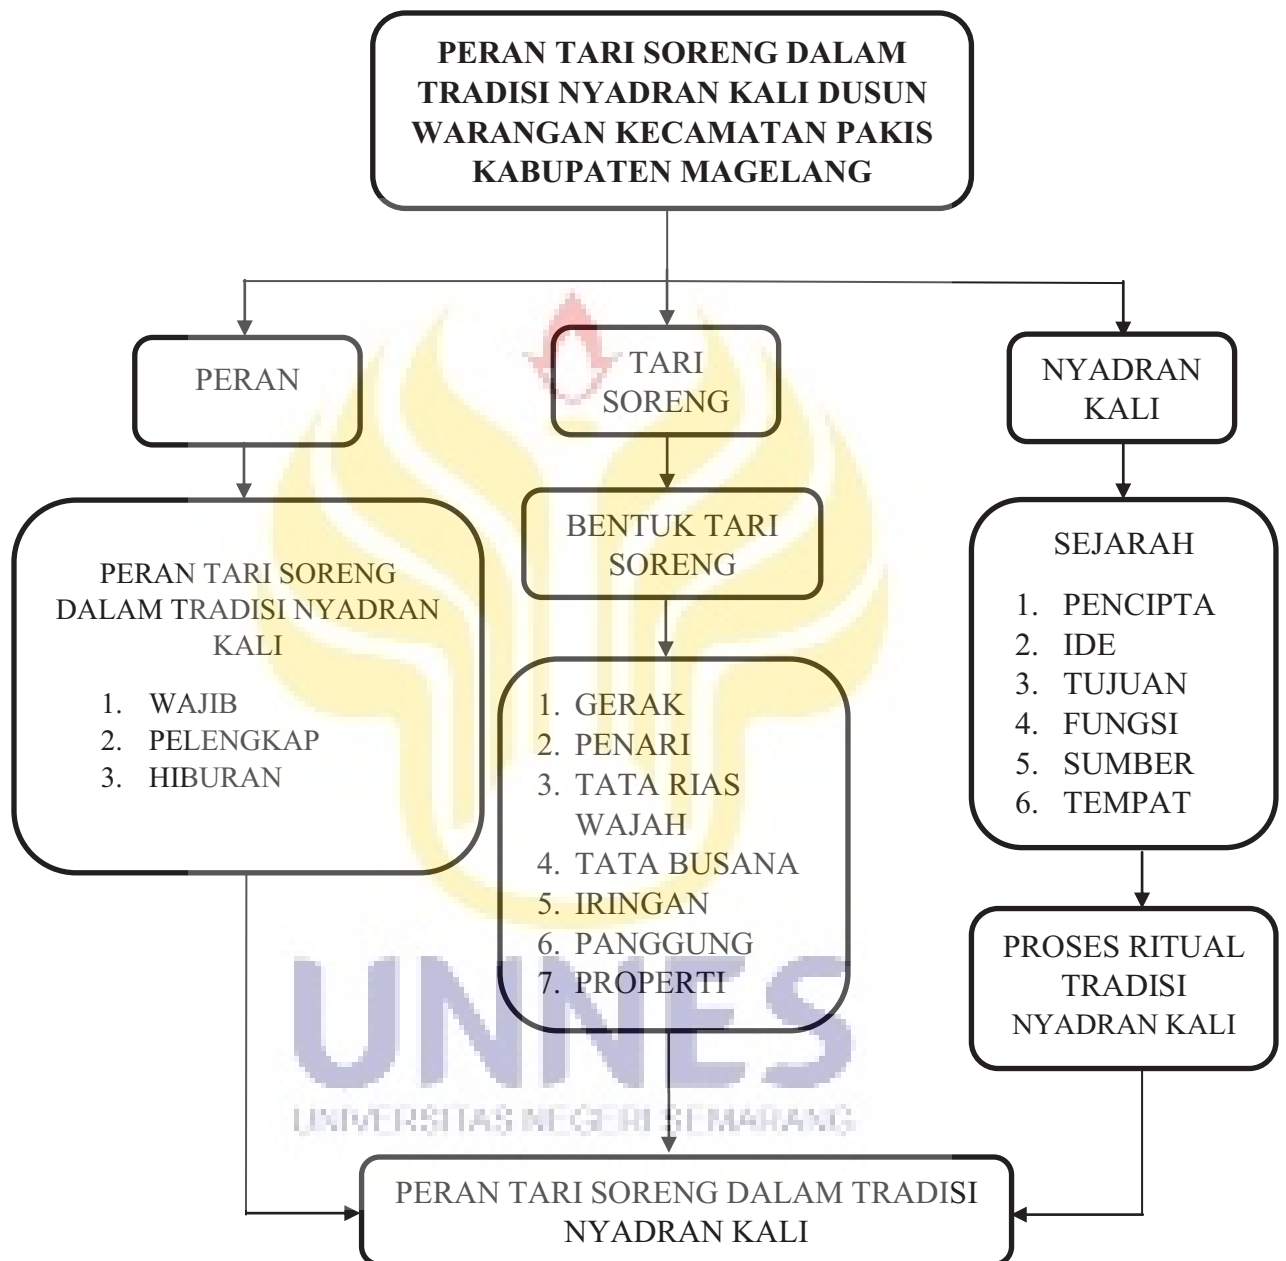 PERAN TARI SORENG DALAM
TRADISI NYADRAN KALI DUSUN
WARANGAN KECAMATAN PAKIS
KABUPATEN MAGELANG
PERAN
TARI
SORENG
NYADRAN
KALI
PERAN TARI SORENG
DALAM TRADISI NYADRAN
KALI
1. WAJIB
2. PELENGKAP
3. HIBURAN
BENTUK TARI
SORENG
1. GERAK
2. PENARI
3. TATA RIAS
WAJAH
4. TATA BUSANA
5. IRINGAN
6. PANGGUNG
7. PROPERTI
SEJARAH
1. PENCIPTA
2. IDE
3. TUJUAN
4. FUNGSI
5. SUMBER
6. TEMPAT
PROSES RITUAL
TRADISI
NYADRAN KALI
UNNES
UNIVERSITAS NEGERI SEMARANG
PERAN TARI SORENG DALAM TRADISI
NYADRAN KALI